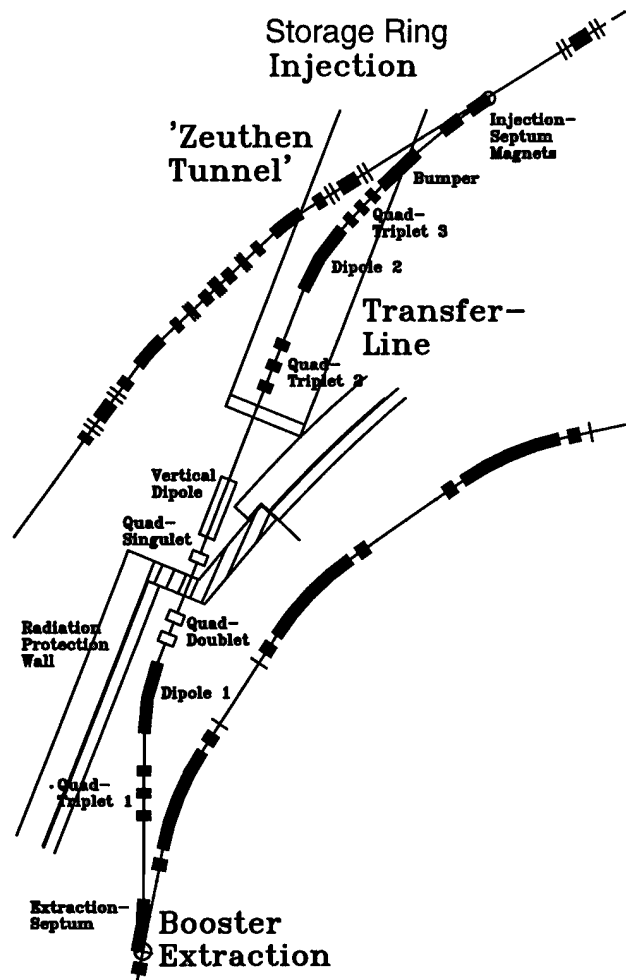 Storage Ring
Injection
'Zeuthen
Tunnel'
Injection-
Septum
Magnets
Bumper
Quad-
Triplet 3
Dipole 2
Transfer-
Line
Quad-
Triplet 2
Vertical
Dipole
Quad-
Singulet
Radiation
Protection
Wall
Quad-
Doublet
Dipole 1
Quad-
Triplet 1
Extraction-
Septum
Booster
Extraction